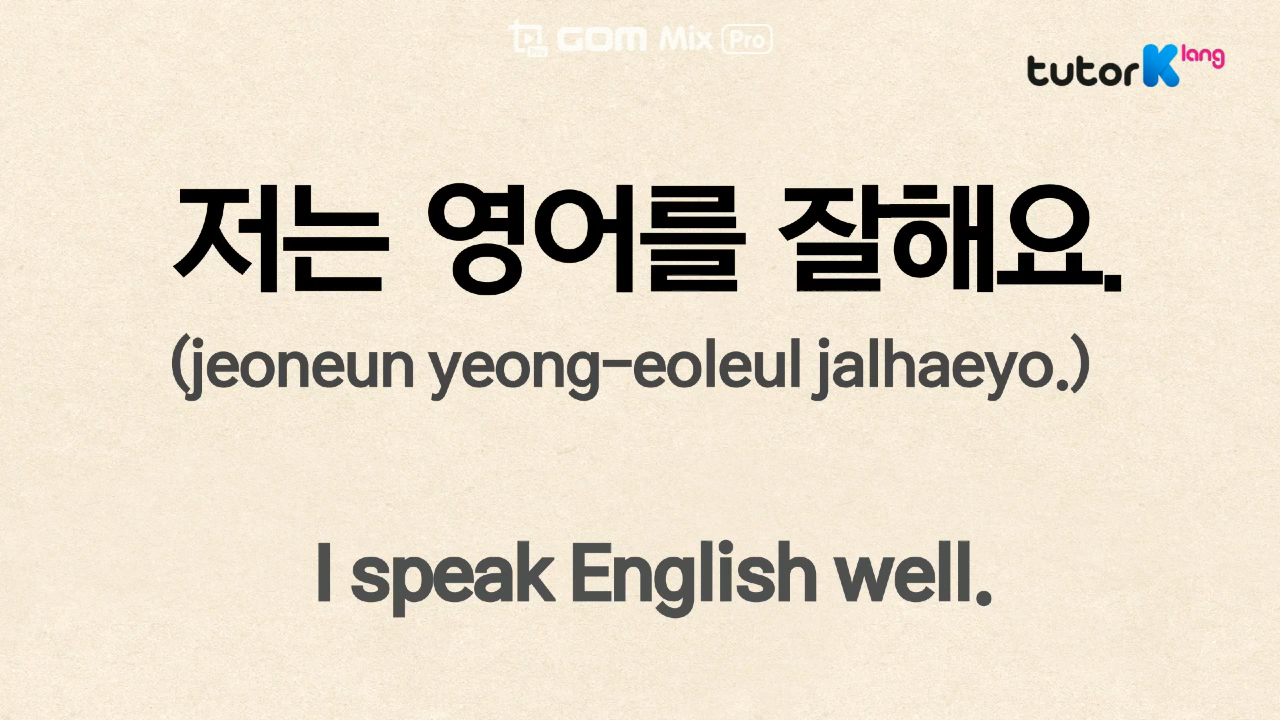 GOM Mix Pro
tutorK lang
저는 영어를 잘해요.
(jeoneun yeong-eoleul jalhaeyo.)
I speak English well.